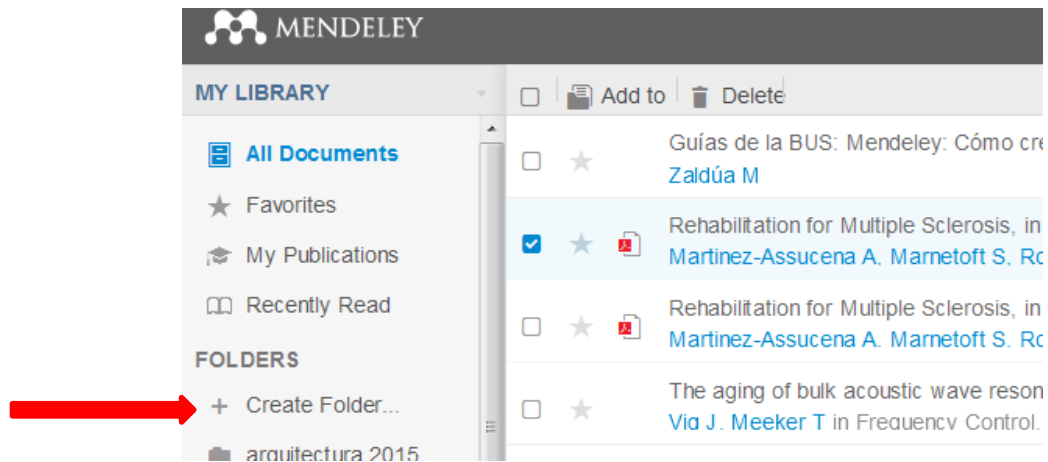 MENDELEY
MY LIBRARY
Add to
Delete
All Documents
Favorites
My Publications
Recently Read
FOLDERS
Create Folder...
arquitectura 2015
Guías de la BUS: Mendeley: Cómo cre
Zaldúa M
Rehabilitation for Multiple Sclerosis, in
Martinez-Assucena A, Marnetoft S, Ro
Rehabilitation for Multiple Sclerosis, in
Martinez-Assucena A. Marnetoft S. Ro
The aging of bulk acoustic wave reson
Vig J. Meeker T in Frequency Control.